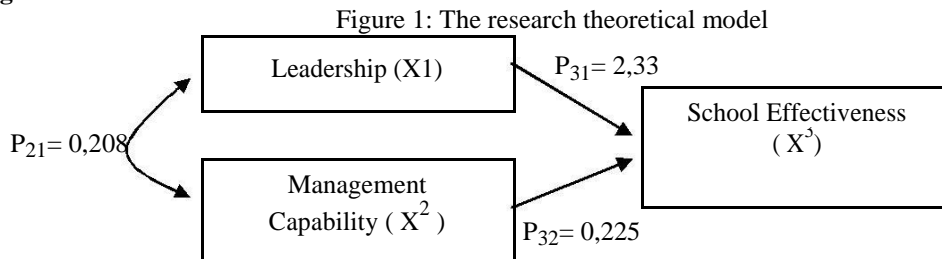 Figure 1: The research theoretical model
Leadership (X1)
P31= 2,33
School Effectiveness
( X3)
P21= 0,208
Management
Capability ( X2 )
P32= 0,225